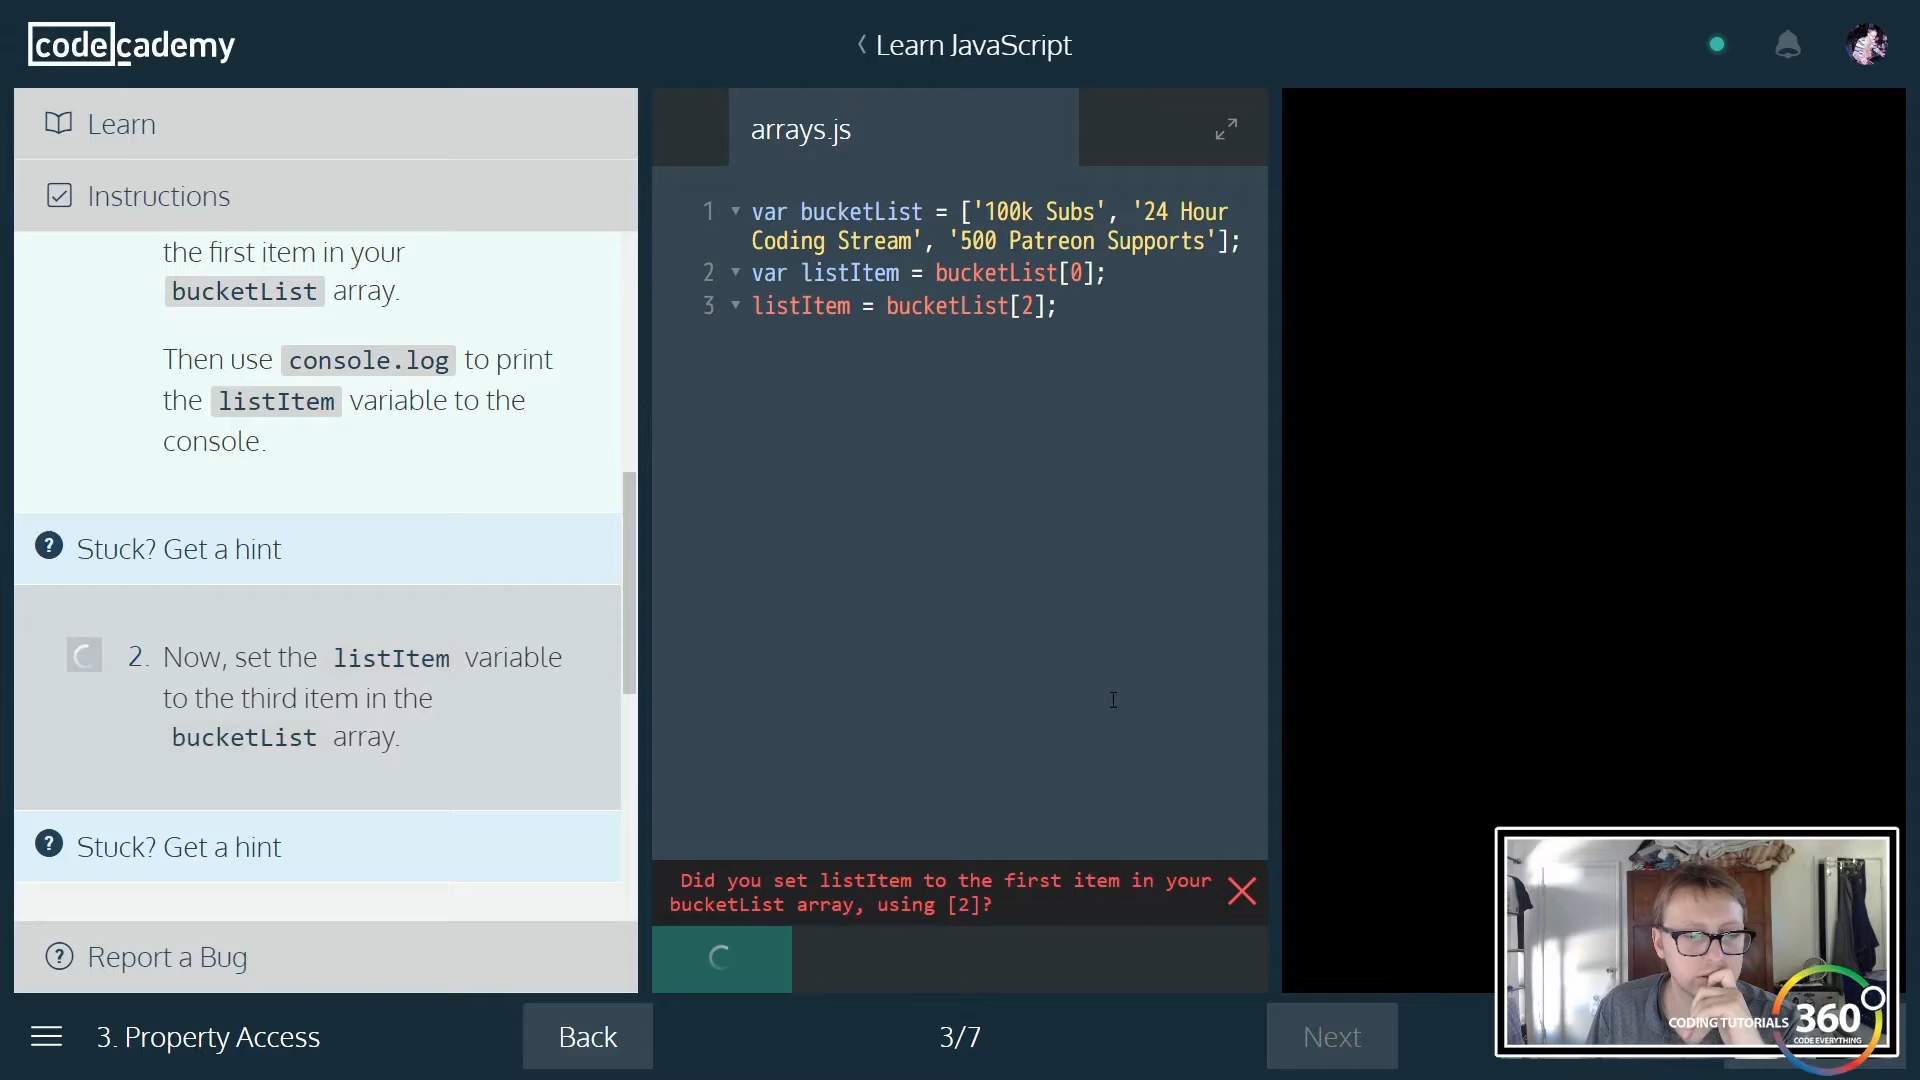 codecademy
Learn JavaScript
Learn
Instructions
the first item in your
bucketList array.
Then use console.log to print
the listItem variable to the
console.
? Stuck? Get a hint
2. Now, set the listItem variable
to the third item in the
bucketList array.
? Stuck? Get a hint
? Report a Bug
arrays.js
1 var bucketList = ['100k Subs', '24 Hour
Coding Stream', '500 Patreon Supports'];
2 var listItem = bucketList[0];
3 listItem = bucketList[2];
Did you set listItem to the first item in your
bucketList array, using [2]?
3. Property Access
Back
3/7
Next
CODING TUTORIALS 360
CODE EVERYTHING